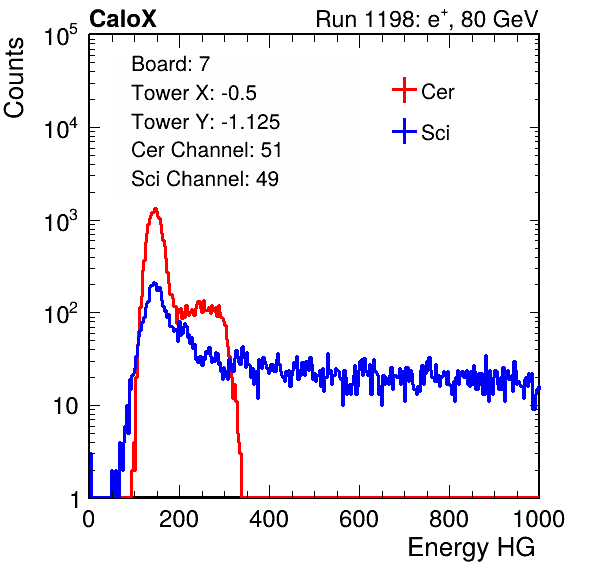 CaloX Run 1198: e⁺, 80 GeV
Counts
10⁵
10⁴
10³
10²
10
1
Board: 7
Tower X: -0.5
Tower Y: -1.125
Cer Channel: 51
Sci Channel: 49
Cer
Sci
0 200 400 600 800 1000
Energy HG